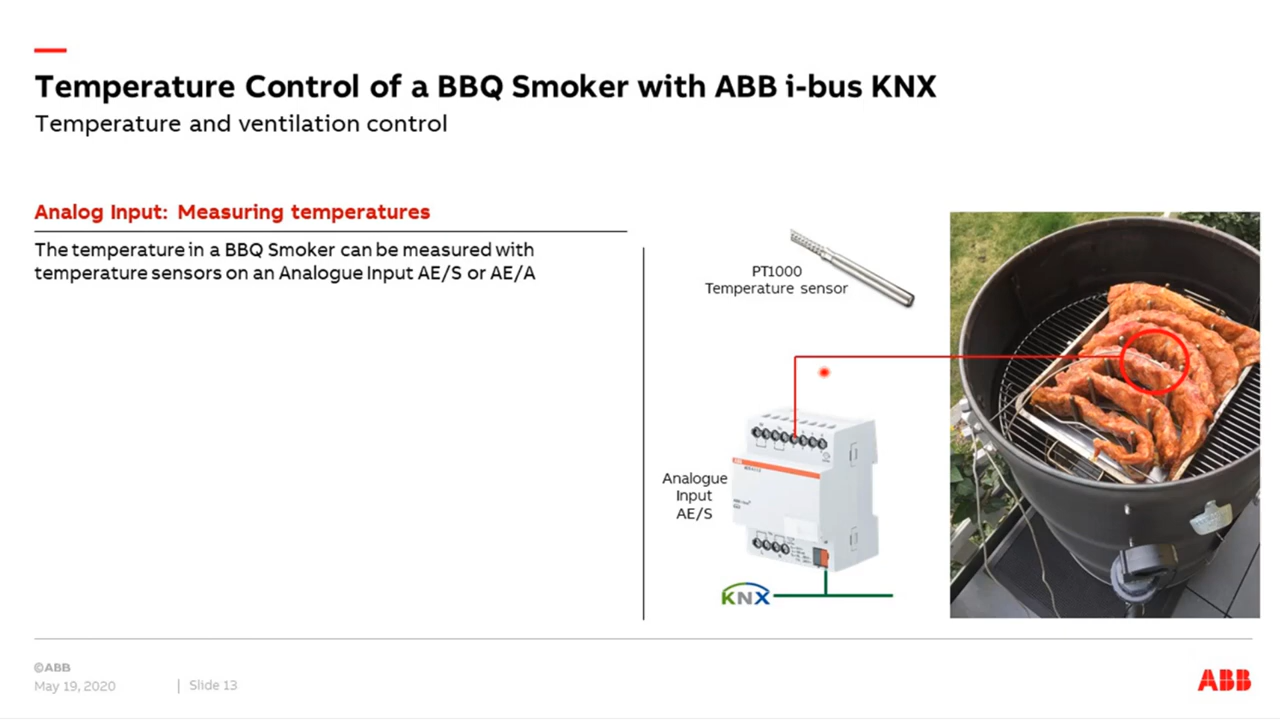 Temperature Control of a BBQ Smoker with ABB i-bus KNX
Temperature and ventilation control
Analog Input: Measuring temperatures
The temperature in a BBQ Smoker can be measured with
temperature sensors on an Analogue Input AE/S or AE/A
PT1000
Temperature sensor
Analogue
Input
AE/S
ABB
KNX
©ABB
May 19, 2020 | Slide 13
ABB